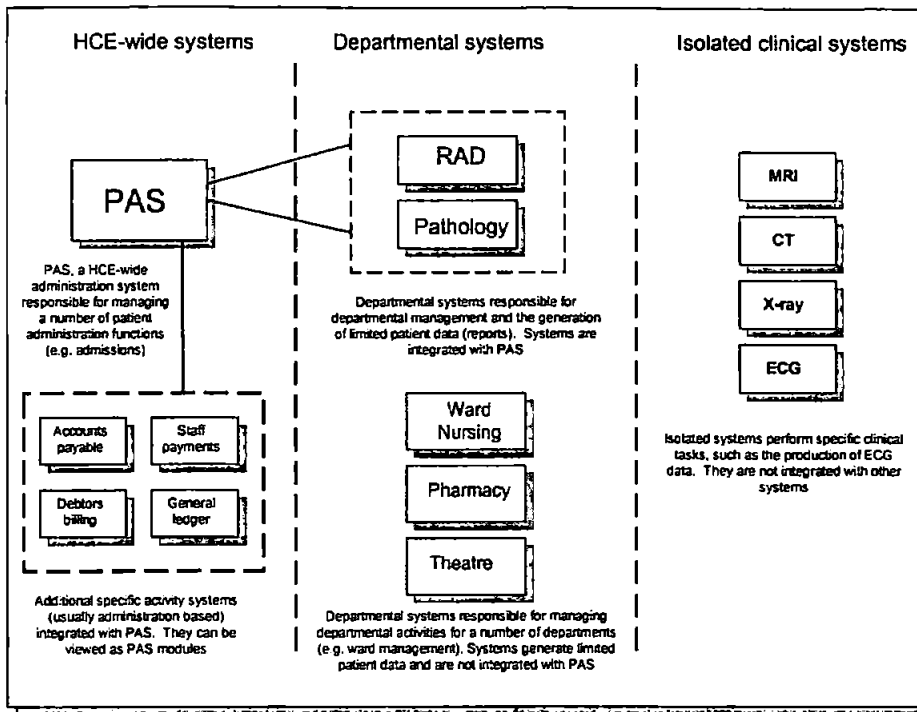 HCE-wide systems
Departmental systems
Isolated clinical systems
PAS
PAS, a HCE-wide
administration system
responsible for managing
a number of patient
administration functions
(e.g. admissions)
Accounts
payable
Staff
payments
Debtors
billing
General
ledger
Additional specific activity systems
(usually administration based)
integrated with PAS. They can be
viewed as PAS modules
RAD
Pathology
Departmental systems responsible for
departmental management and the generation
of limited patient data (reports). Systems are
integrated with PAS
Ward
Nursing
Pharmacy
Theatre
Departmental systems responsible for managing
departmental activities for a number of departments
(e.g. ward management). Systems generate limited
patient data and are not integrated with PAS
MRI
CT
X-ray
ECG
Isolated systems perform specific clinical
tasks, such as the production of ECG
data. They are not integrated with other
systems